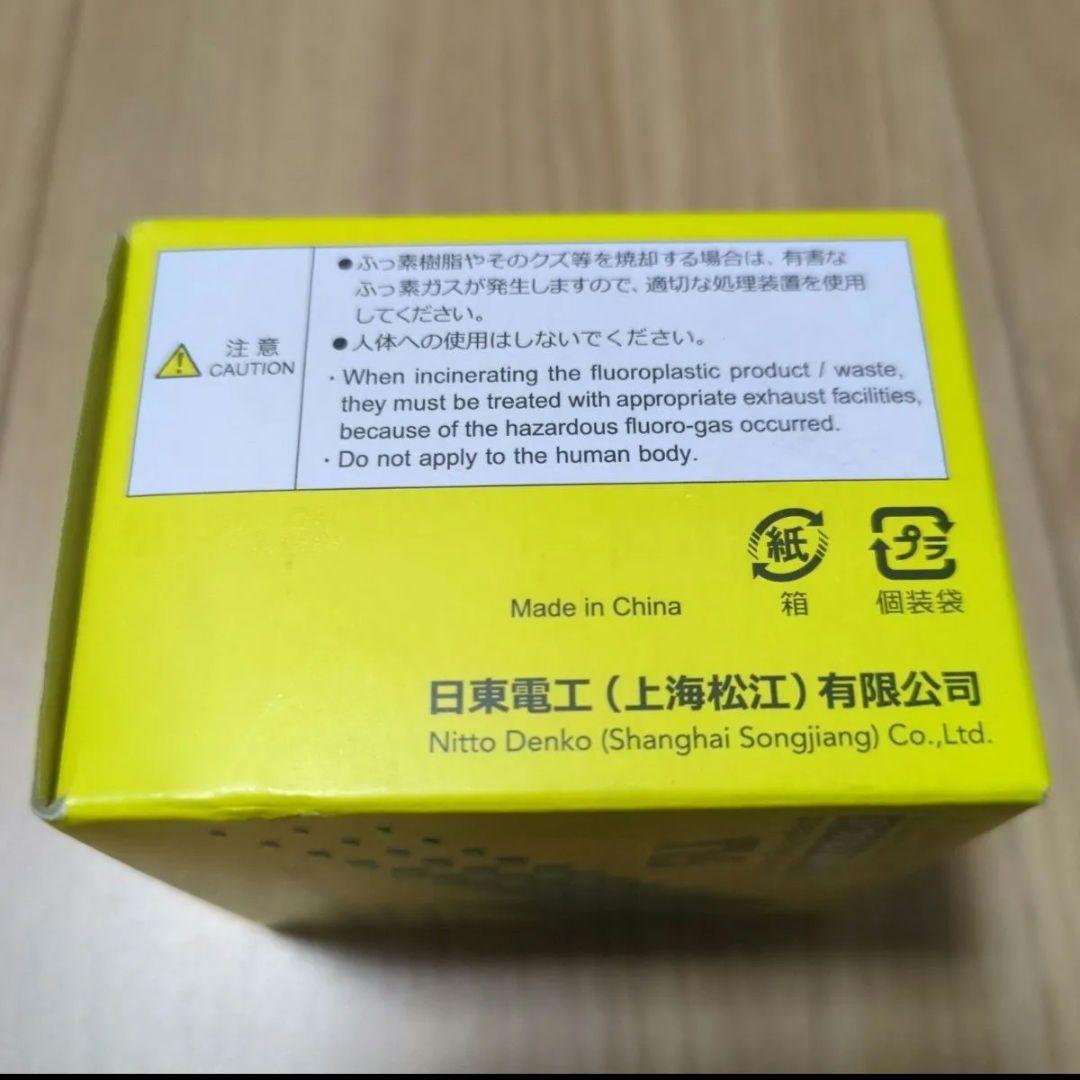 注意
CAUTION
●ふっ素樹脂やそのクズ等を焼却する場合は、有害な
ふっ素ガスが発生しますので、適切な処理装置を使用
してください。
●人体への使用はしないでください。
・When incinerating the fluoroplastic product / waste,
they must be treated with appropriate exhaust facilities,
because of the hazardous fluoro-gas occurred.
・Do not apply to the human body.
紙
箱
プラ
個装袋
Made in China
日東電工（上海松江）有限公司
Nitto Denko (Shanghai Songjiang) Co.,Ltd.